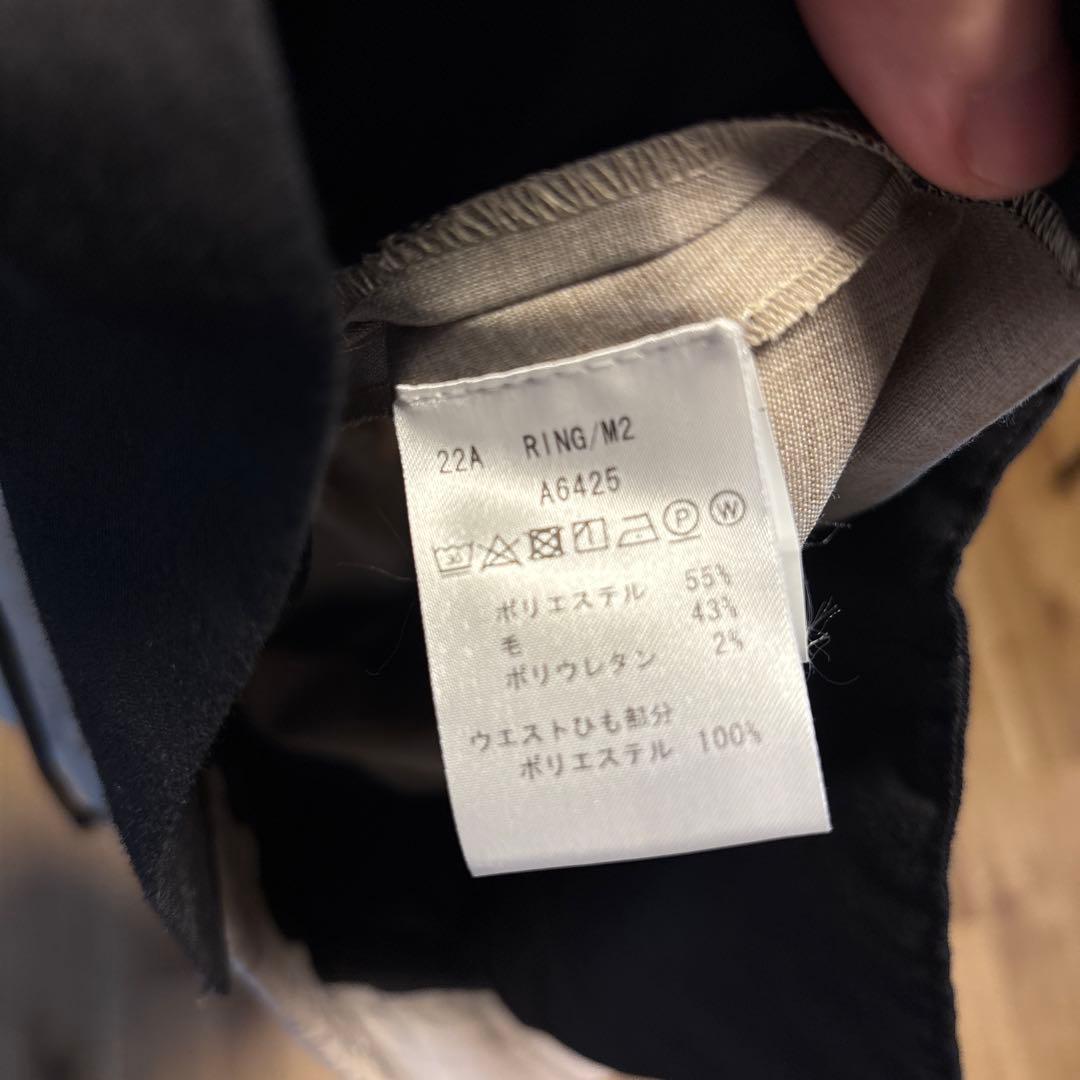 22A RING/M2
A6425
30 P W
ポリエステル 55%
毛 43%
ポリウレタン 2%
ウエストひも部分
ポリエステル 100%